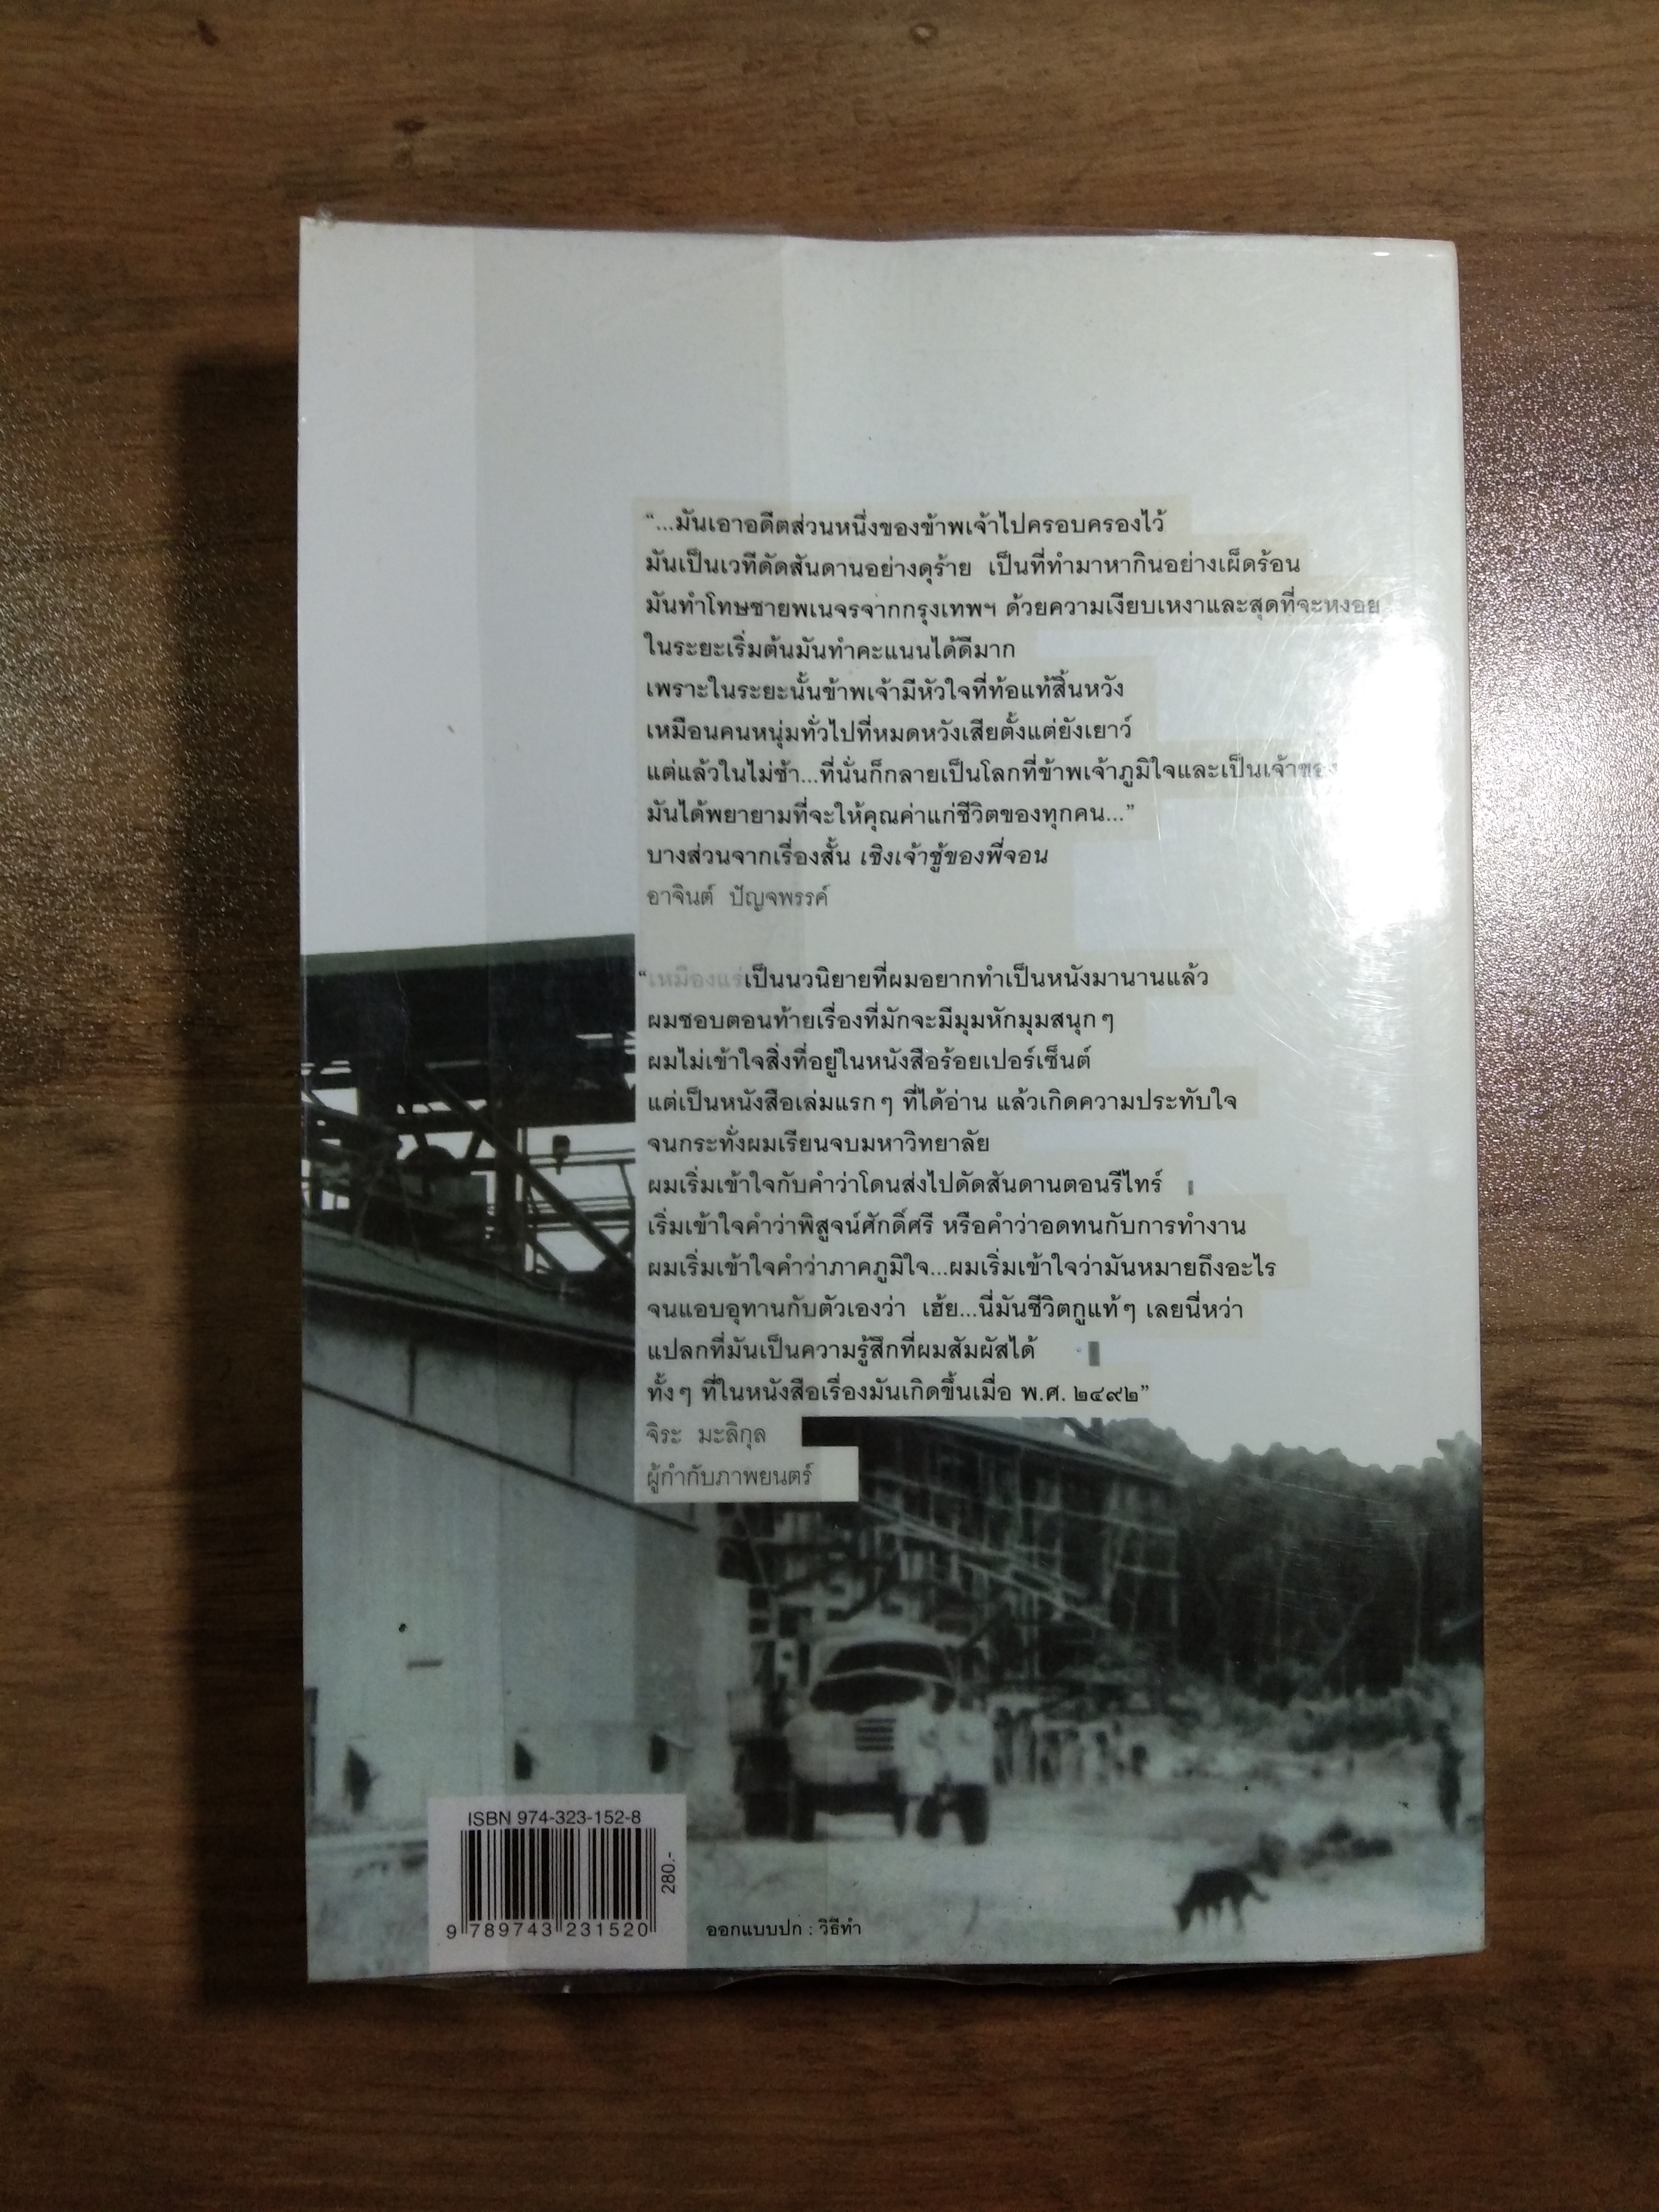 “...มันเอาอดีตส่วนหนึ่งของข้าพเจ้าไปครอบครองไว้
มันเป็นเวทีดัดสันดานอย่างดุร้าย เป็นที่ทำมาหากินอย่างเผ็ดร้อน
มันทำโทษชายพเนจรจากกรุงเทพฯ ด้วยความเงียบเหงาและสุดที่จะหงอย
ในระยะเริ่มต้นมันทำคะแนนได้ดีมาก
เพราะในระยะนั้นข้าพเจ้ามีหัวใจที่ท้อแท้สิ้นหวัง
เหมือนคนหนุ่มทั่วไปที่หมดหวังเสียตั้งแต่ยังเยาว์
แต่แล้วในไม่ช้า...ที่นั่นก็กลายเป็นโลกที่ข้าพเจ้าภูมิใจและเป็นเจ้าของ
มันได้พยายามที่จะให้คุณค่าแก่ชีวิตของทุกคน...”
บางส่วนจากเรื่องสั้น เชิงเจ้าชู้ของพี่จอน
อาจินต์ ปัญจพรรค์
“เหมืองแร่เป็นนวนิยายที่ผมอยากทำเป็นหนังมานานแล้ว
ผมชอบตอนท้ายเรื่องที่มักจะมีมุมหักมุมสนุกๆ
ผมไม่เข้าใจสิ่งที่อยู่ในหนังสือร้อยเปอร์เซ็นต์
แต่เป็นหนังสือเล่มแรกๆ ที่ได้อ่าน แล้วเกิดความประทับใจ
จนกระทั่งผมเรียนจบมหาวิทยาลัย
ผมเริ่มเข้าใจกับคำว่าโดนส่งไปดัดสันดานตอนรีไทร์
เริ่มเข้าใจคำว่าพิสูจน์ศักดิ์ศรี หรือคำว่าอดทนกับการทำงาน
ผมเริ่มเข้าใจคำว่าภาคภูมิใจ...ผมเริ่มเข้าใจว่ามันหมายถึงอะไร
จนแอบอุทานกับตัวเองว่า เฮ้ย...นี่มันชีวิตกูแท้ๆ เลยนี่หว่า
แปลกที่มันเป็นความรู้สึกที่ผมสัมผัสได้
ทั้งๆ ที่ในหนังสือเรื่องมันเกิดขึ้นเมื่อ พ.ศ. ๒๔๙๒”
จิระ มะลิกุล
ผู้กำกับภาพยนตร์
ISBN 974-323-152-8
280.-
9 789743 231520
ออกแบบปก : วิธีทำ